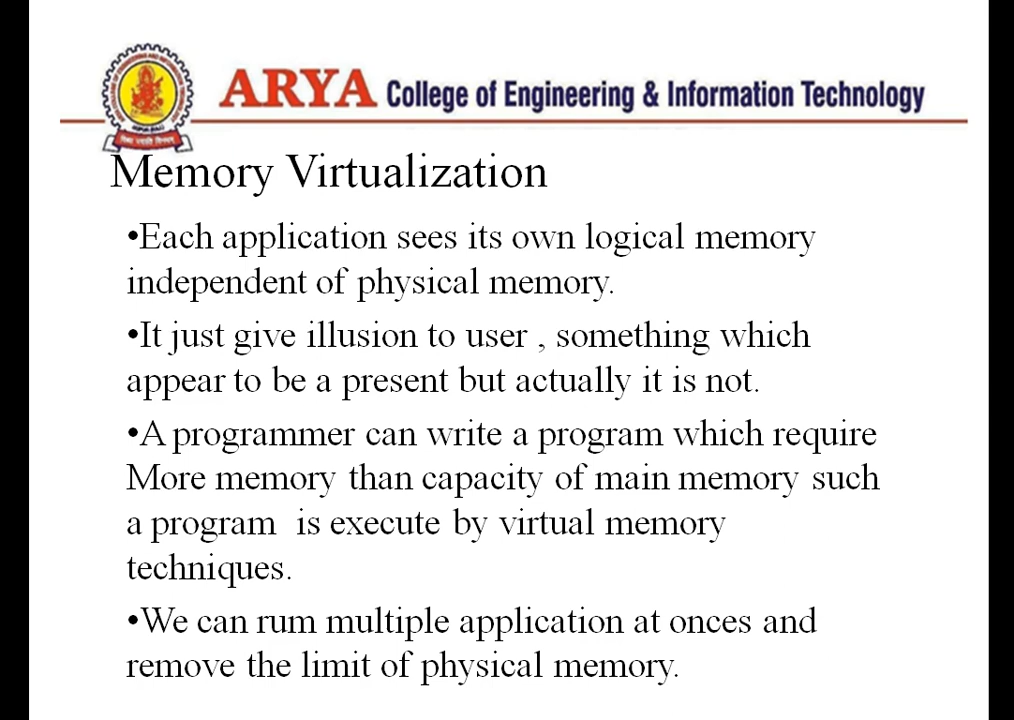 ARYA College of Engineering & Information Technology
Memory Virtualization
•Each application sees its own logical memory
independent of physical memory.
•It just give illusion to user , something which
appear to be a present but actually it is not.
•A programmer can write a program which require
More memory than capacity of main memory such
a program is execute by virtual memory
techniques.
•We can rum multiple application at onces and
remove the limit of physical memory.